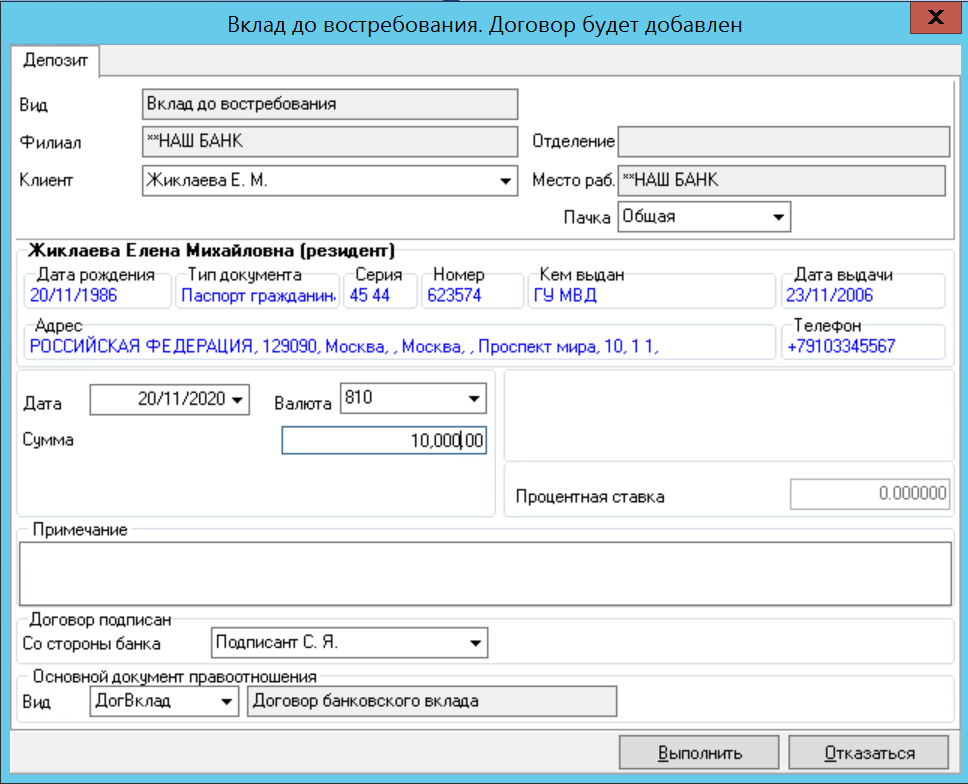 Вклад до востребования. Договор будет добавлен
X
Депозит
Вид Вклад до востребования
Филиал **НАШ БАНК Отделение
Клиент Жиклаева Е. М. Место раб. **НАШ БАНК
Пачка Общая
Жиклаева Елена Михайловна (резидент)
Дата рождения Тип документа Серия Номер Кем выдан Дата выдачи
20/11/1986 Паспорт гражданин 45 44 623574 ГУ МВД 23/11/2006
Адрес Телефон
РОССИЙСКАЯ ФЕДЕРАЦИЯ, 129090, Москва, , Москва, , Проспект мира, 10, 1 1, +79103345567
Дата 20/11/2020 Валюта 810
Сумма 10,000.00
Процентная ставка 0.000000
Примечание
Договор подписан
Со стороны банка Подписант С. Я.
Основной документ правоотношения
Вид ДогВклад Договор банковского вклада
Выполнить Отказаться